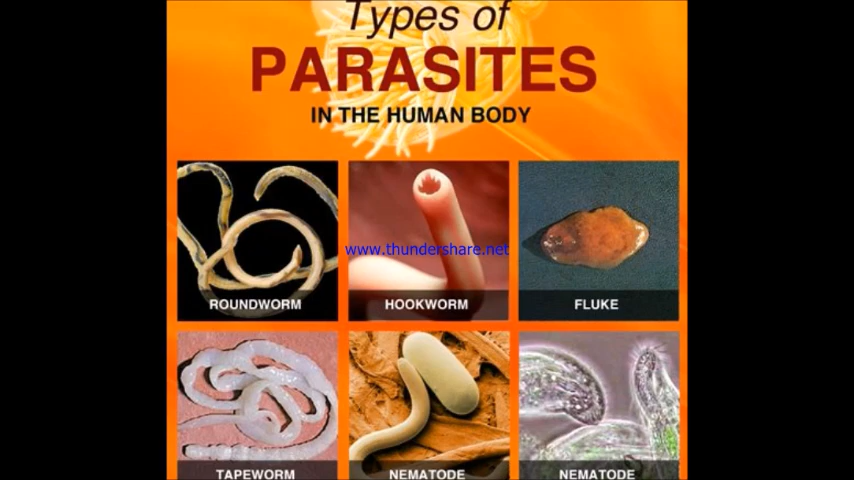 Types of
PARASITES
IN THE HUMAN BODY
www.thundershare.net
ROUNDWORM
HOOKWORM
FLUKE
TAPEWORM
NEMATODE
NEMATODE